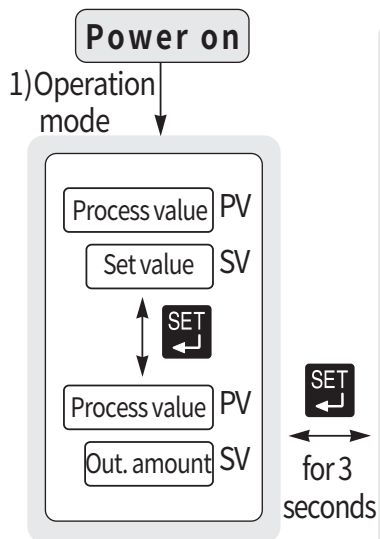 Power on
1)Operation
mode
Process value PV
Set value SV
SET
Process value PV
Out. amount SV
SET
for 3
seconds